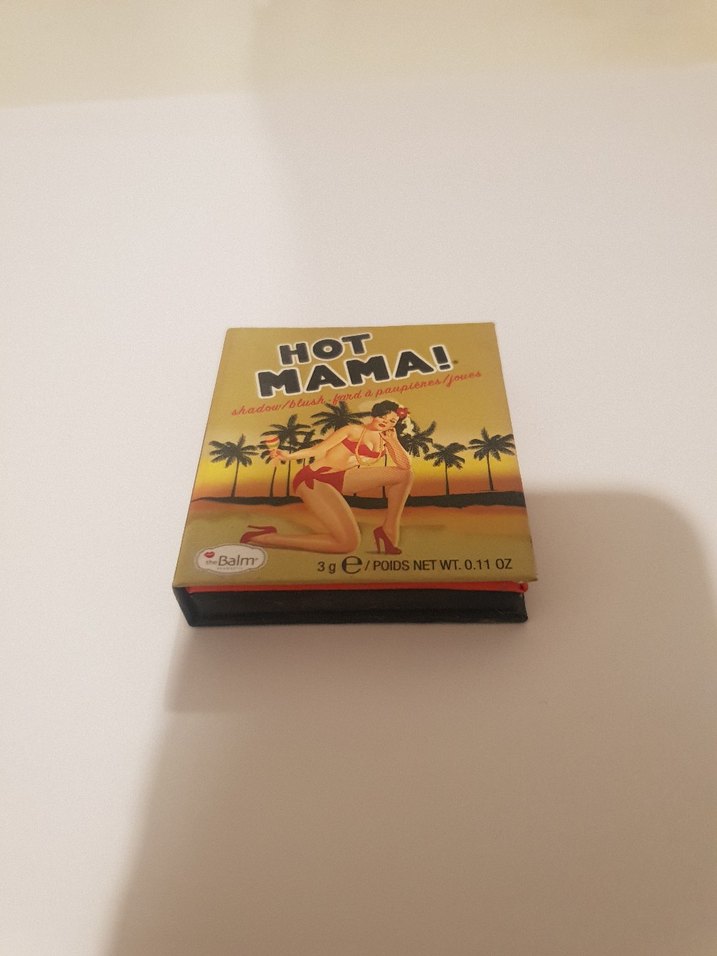 HOT
MAMA!
shadow/blush-fard à paupières/joues
theBalm
3 g ℮ / POIDS NET WT. 0.11 OZ